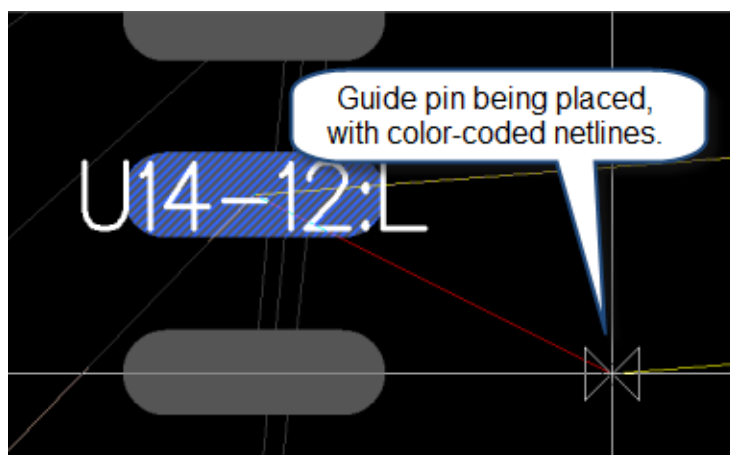 Guide pin being placed,
with color-coded netlines.
U14-12:L